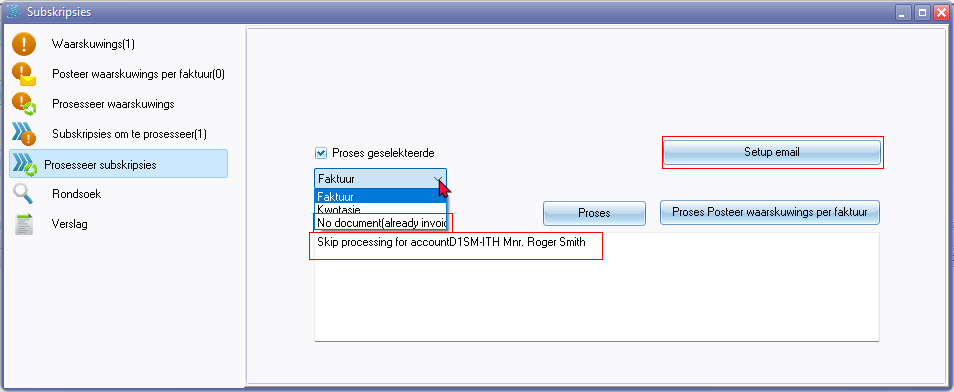 Subskripsies
Waarskuwings(1)
Posteer waarskuwings per faktuur(0)
Prosesseer waarskuwings
Subskripsies om te prosesseer(1)
Prosesseer subskripsies
Rondsoek
Verslag
Proses geselekteerde
Setup email
Faktuur
Faktuur
Kwotasie
No document(already invoic
Proses
Proses Posteer waarskuwings per faktuur
Skip processing for accountD1SM-ITH Mnr. Roger Smith